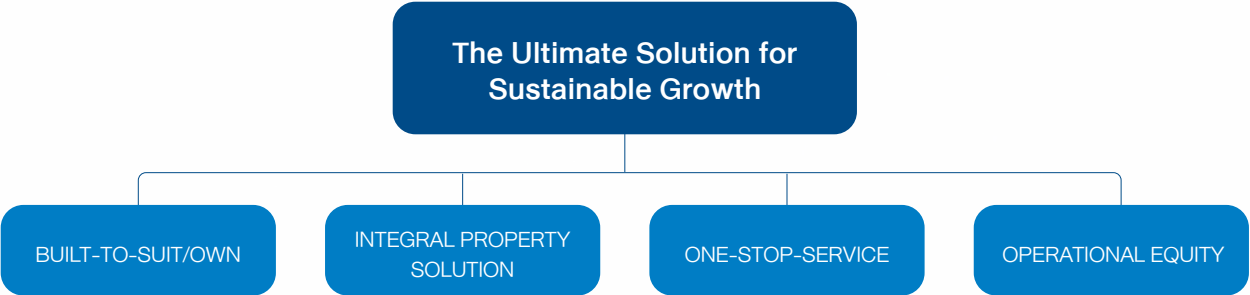 The Ultimate Solution for
Sustainable Growth
BUILT-TO-SUIT/OWN
INTEGRAL PROPERTY
SOLUTION
ONE-STOP-SERVICE
OPERATIONAL EQUITY